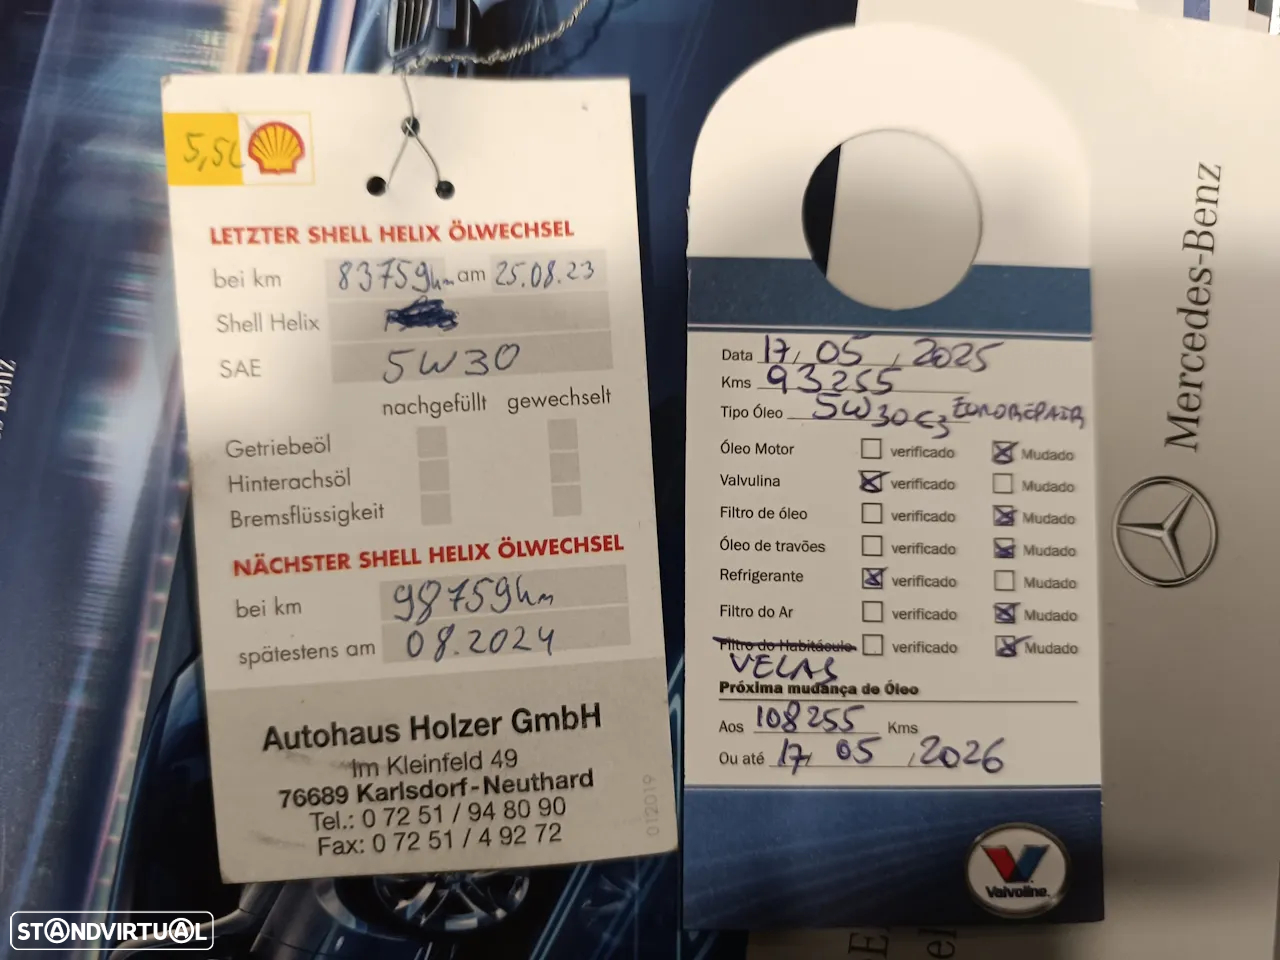 5,5L
LETZTER SHELL HELIX ÖLWECHSEL
bei km 83759km am 25.08.23
Shell Helix
SAE 5W30
nachgefüllt gewechselt
Getriebeöl
Hinterachsöl
Bremsflüssigkeit
NÄCHSTER SHELL HELIX ÖLWECHSEL
bei km 98759km
spätestens am 08.2024
Autohaus Holzer GmbH
Im Kleinfeld 49
76689 Karlsdorf-Neuthard
Tel.: 0 72 51 / 94 80 90
Fax: 0 72 51 / 4 92 72
012019
Data 17, 05, 2025
Kms 93255
Tipo Óleo 5W30 C3 EUROREPAIR
Óleo Motor verificado Mudado
Valvulina verificado Mudado
Filtro de óleo verificado Mudado
Óleo de travões verificado Mudado
Refrigerante verificado Mudado
Filtro do Ar verificado Mudado
Filtro do Habitáculo verificado Mudado
VELAS
Próxima mudança de Óleo
Aos 108255 Kms
Ou até 17, 05, 2026
Valvoline
Mercedes-Benz
STANDVIRTUAL